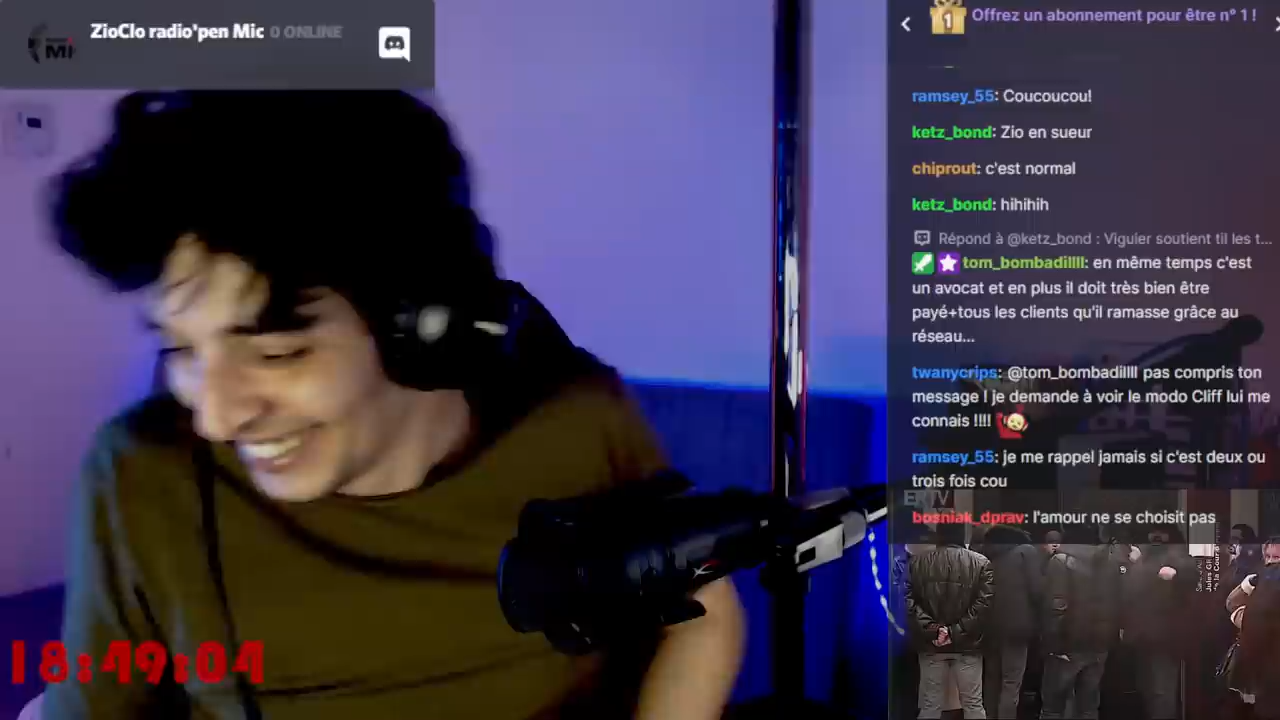 ZioClo radio'pen Mic 0 ONLINE
Mi
1 Offrez un abonnement pour être n° 1 !
ramsey_55: Coucoucou!
ketz_bond: Zio en sueur
chiprout: c'est normal
ketz_bond: hihihih
Répond à @ketz_bond : Viguier soutient til les t...
tom_bombadillll: en même temps c'est
un avocat et en plus il doit très bien être
payé+tous les clients qu'il ramasse grâce au
réseau...
twanycrips: @tom_bombadillll pas compris ton
message ! je demande à voir le modo Cliff lui me
connais !!!!
ramsey_55: je me rappel jamais si c'est deux ou
trois fois cou
ERTV
bosniak_dprav: l'amour ne se choisit pas
18:49:04